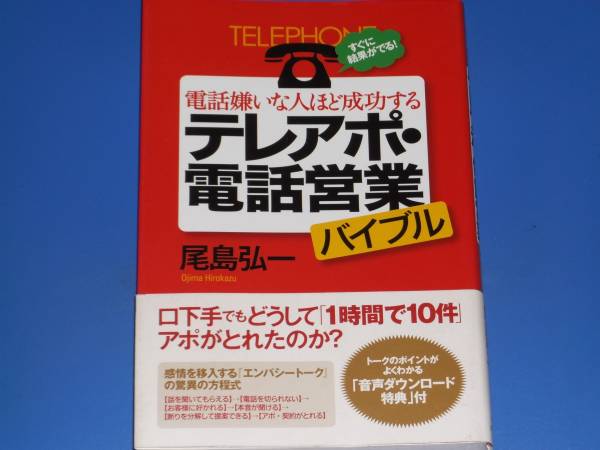 TELEPHONE
すぐに
結果がでる!
電話嫌いな人ほど成功する
テレアポ・
電話営業
バイブル
尾島弘一
Ojima Hirokazu
口下手でもどうして「1時間で10件」
アポがとれたのか?
感情を移入する「エンパシートーク」
の驚異の方程式
【話を聞いてもらえる】→【電話を切られない】→
【お客様に好かれる】→【本音が聞ける】→
【断りを分解して提案できる】→【アポ・契約がとれる】
トークのポイントが
よくわかる
「音声ダウンロード
特典」付